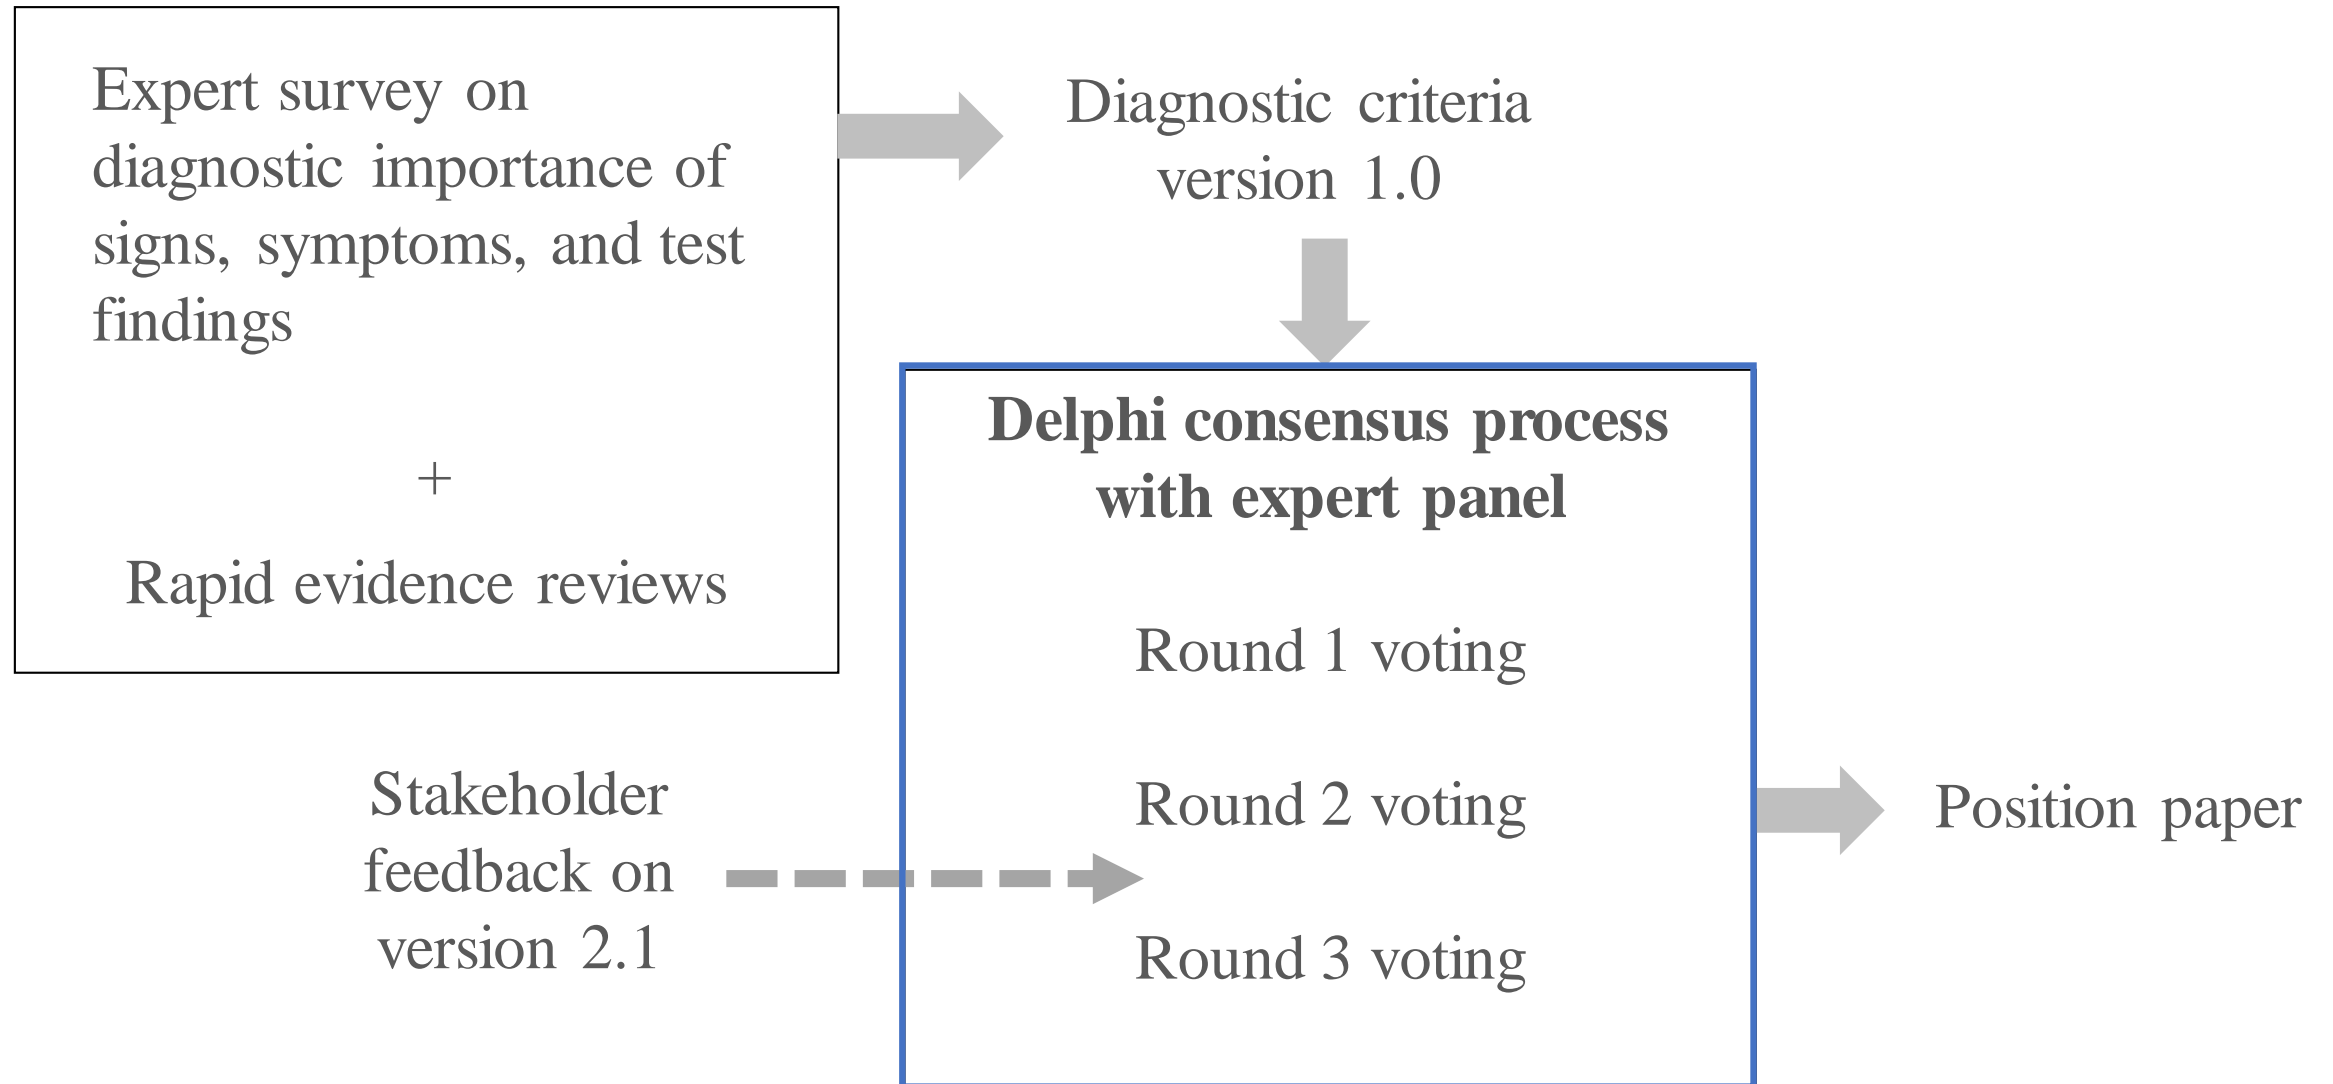 Expert survey on
diagnostic importance of
signs, symptoms, and test
findings
+
Rapid evidence reviews
Diagnostic criteria
version 1.0
Delphi consensus process
with expert panel
Round 1 voting
Round 2 voting
Round 3 voting
Stakeholder
feedback on
version 2.1
Position paper